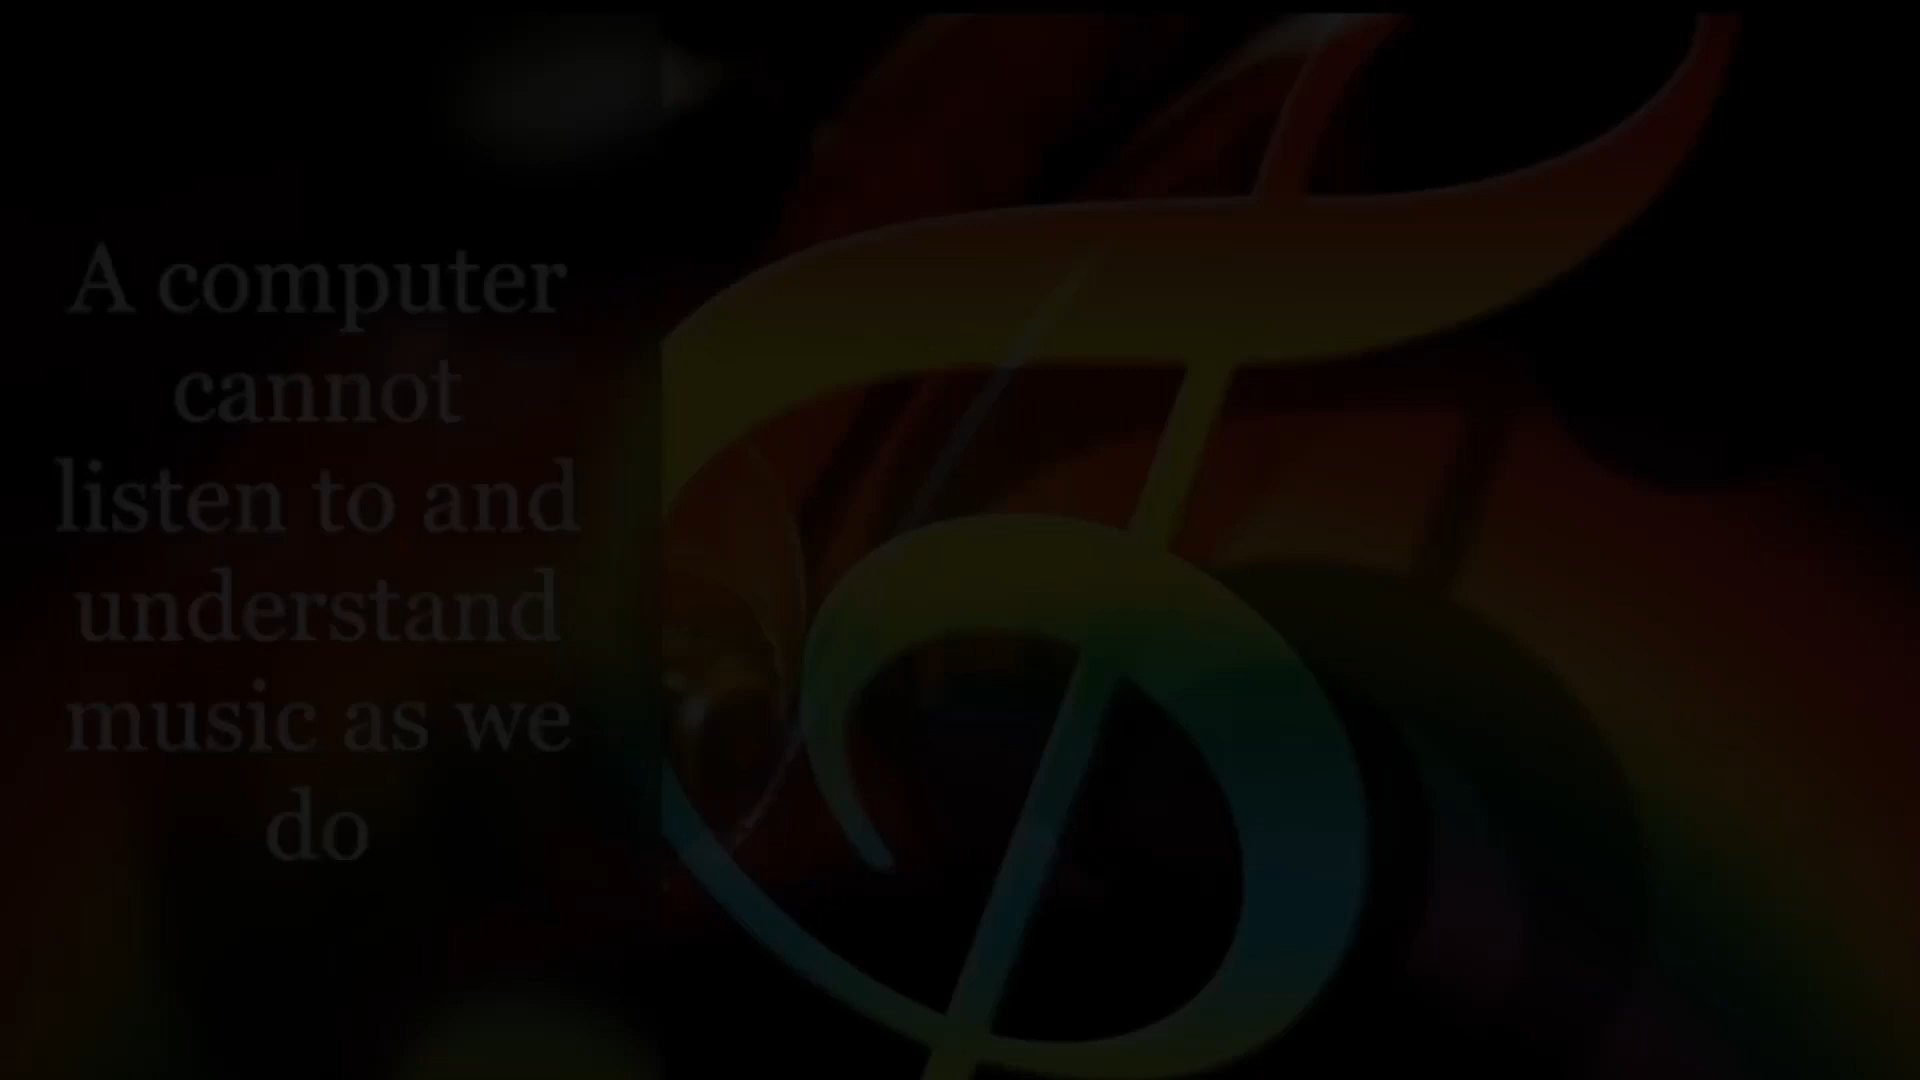 A computer
cannot
listen to and
understand
music as we
do